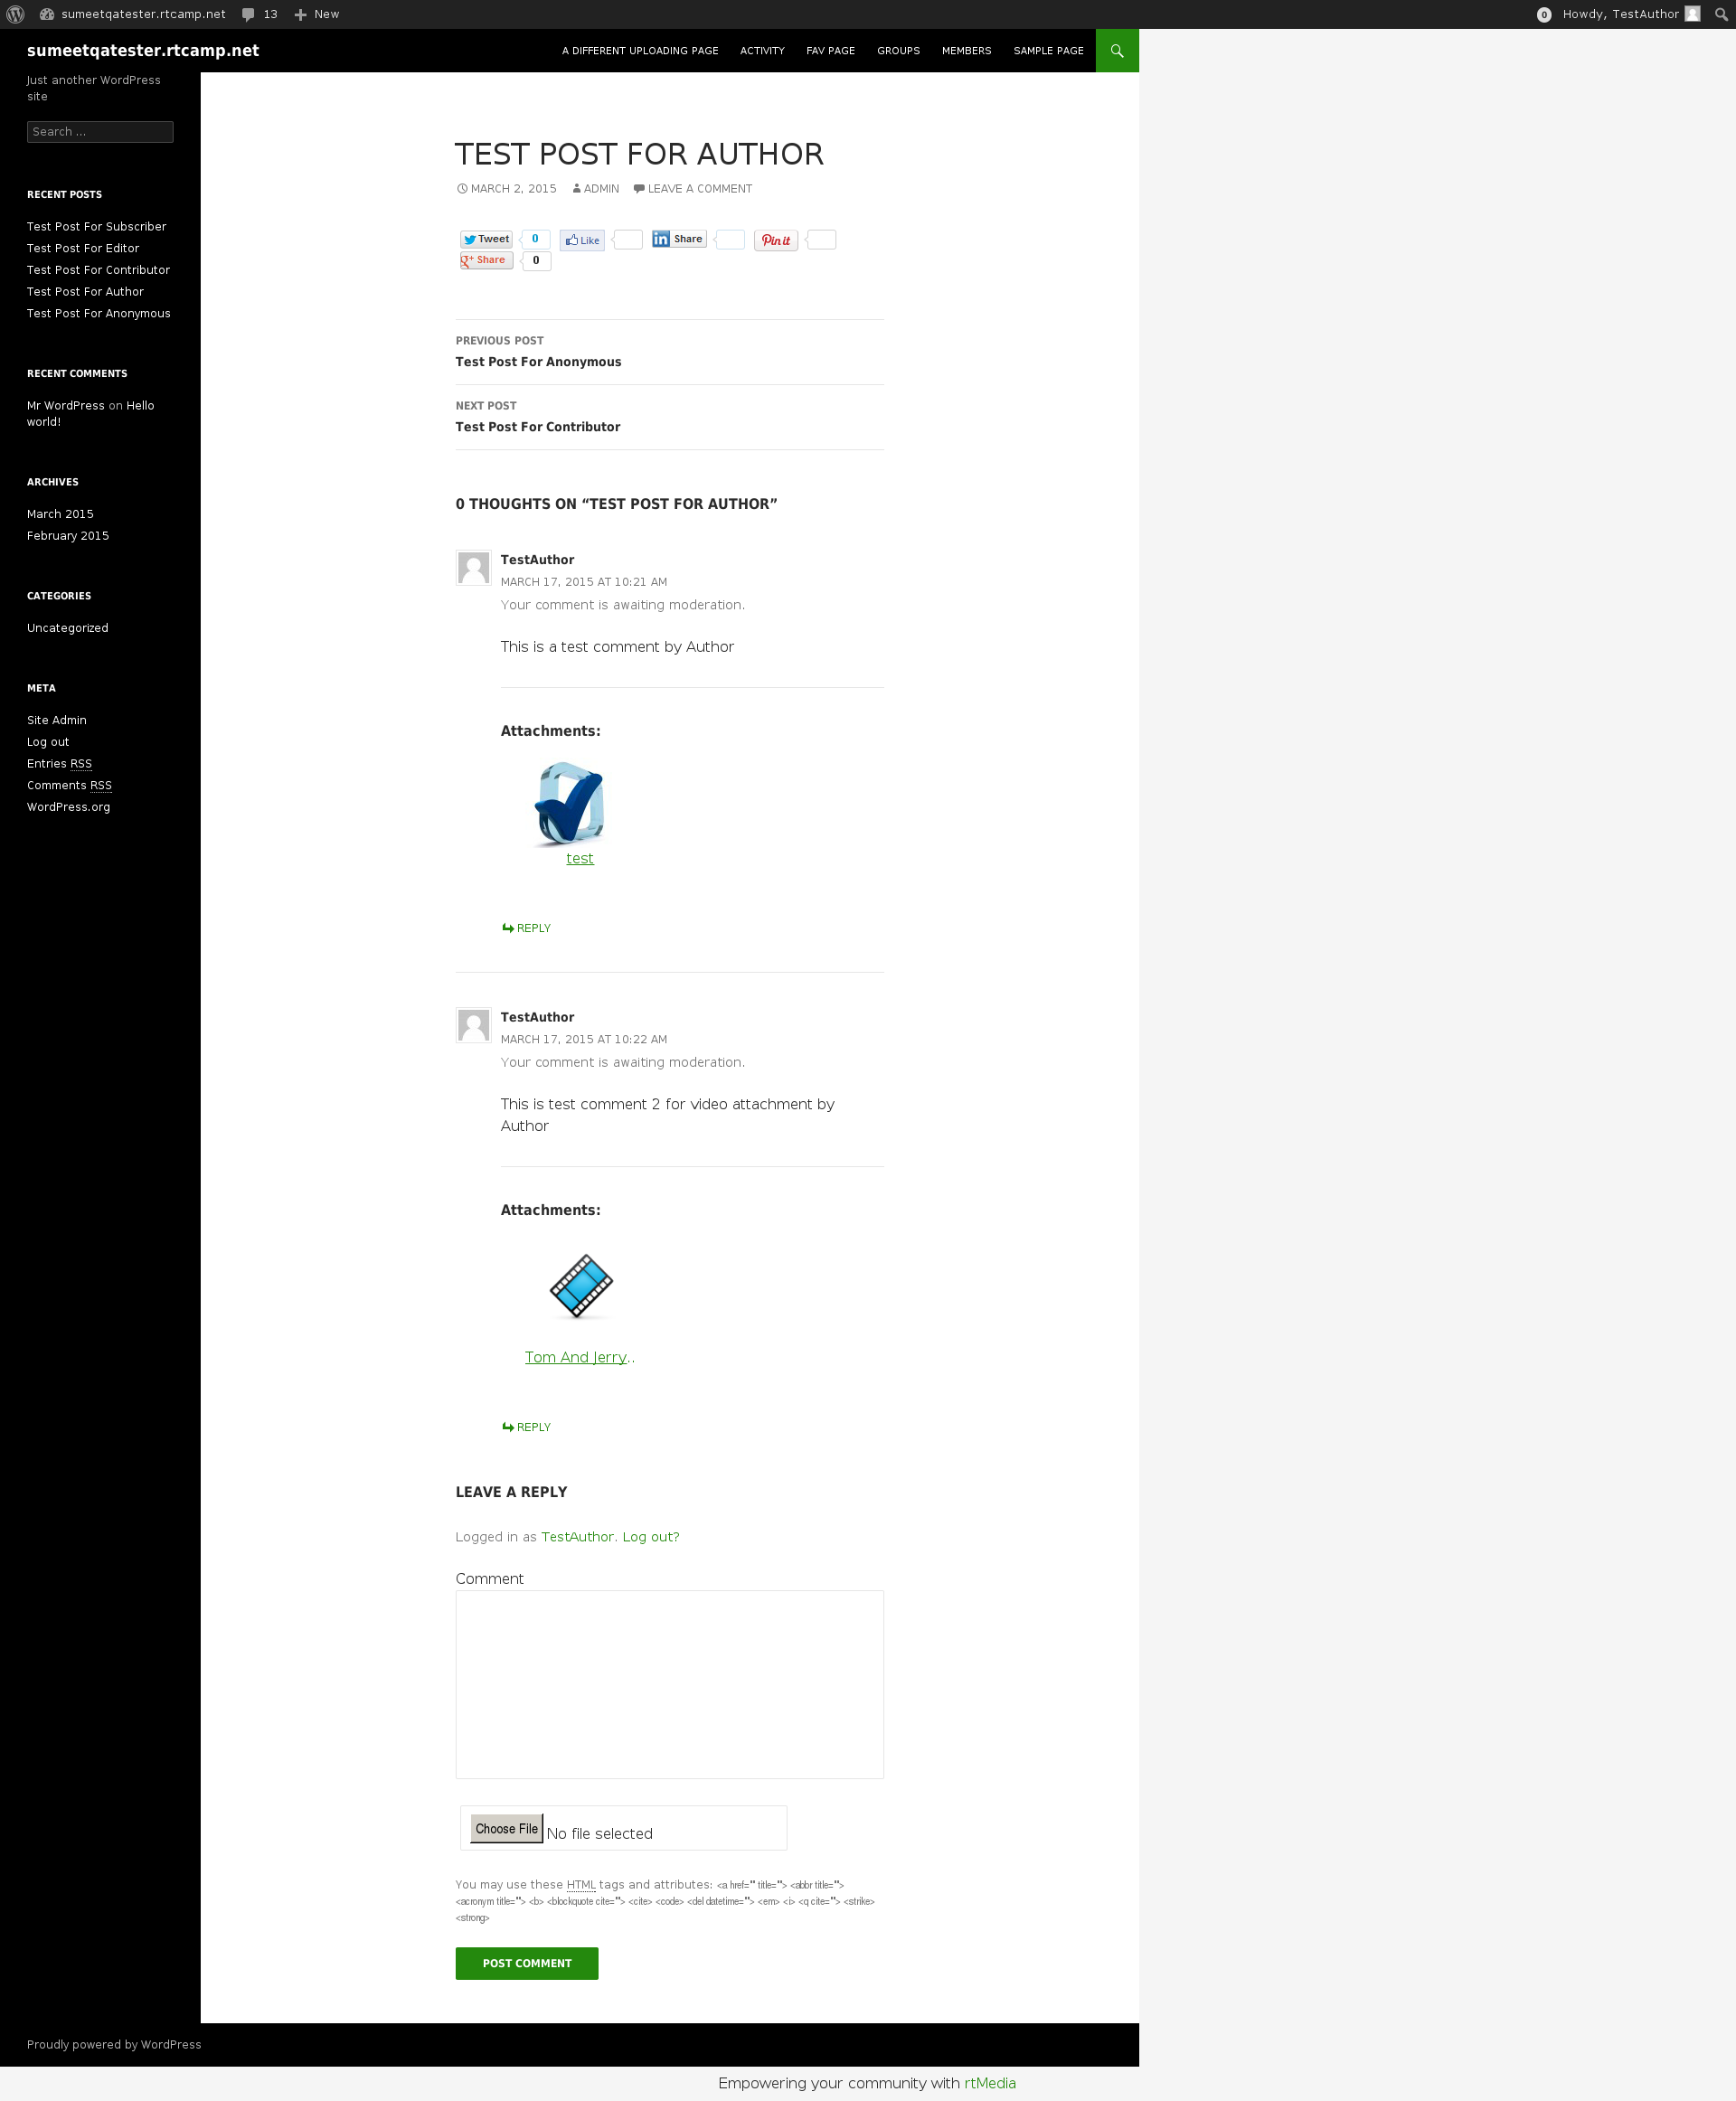 sumeetqatester.rtcamp.net 13 New 0 Howdy, TestAuthor
sumeetqatester.rtcamp.net A DIFFERENT UPLOADING PAGE ACTIVITY FAV PAGE GROUPS MEMBERS SAMPLE PAGE
Just another WordPress
site
Search ...
RECENT POSTS
Test Post For Subscriber
Test Post For Editor
Test Post For Contributor
Test Post For Author
Test Post For Anonymous
RECENT COMMENTS
Mr WordPress on Hello
world!
ARCHIVES
March 2015
February 2015
CATEGORIES
Uncategorized
META
Site Admin
Log out
Entries RSS
Comments RSS
WordPress.org
TEST POST FOR AUTHOR
MARCH 2, 2015 ADMIN LEAVE A COMMENT
Tweet 0 Like in Share Pin it
g+ Share 0
PREVIOUS POST
Test Post For Anonymous
NEXT POST
Test Post For Contributor
0 THOUGHTS ON “TEST POST FOR AUTHOR”
TestAuthor
MARCH 17, 2015 AT 10:21 AM
Your comment is awaiting moderation.
This is a test comment by Author
Attachments:
test
REPLY
TestAuthor
MARCH 17, 2015 AT 10:22 AM
Your comment is awaiting moderation.
This is test comment 2 for video attachment by
Author
Attachments:
Tom And Jerry..
REPLY
LEAVE A REPLY
Logged in as TestAuthor. Log out?
Comment
Choose File No file selected
You may use these HTML tags and attributes: <a href="" title=""> <abbr title="">
<acronym title=""> <b> <blockquote cite=""> <cite> <code> <del datetime=""> <em> <i> <q cite=""> <strike>
<strong>
POST COMMENT
Proudly powered by WordPress
Empowering your community with rtMedia